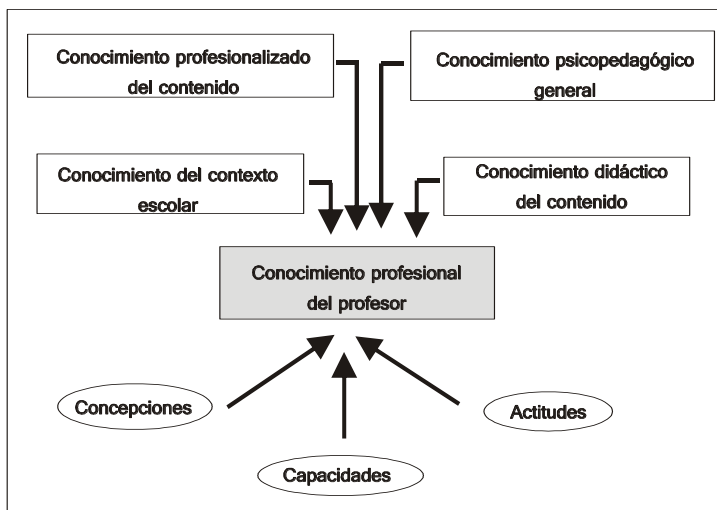 Conocimiento profesionalizado
del contenido
Conocimiento psicopedagógico
general
Conocimiento del contexto
escolar
Conocimiento didáctico
del contenido
Conocimiento profesional
del profesor
Concepciones
Actitudes
Capacidades